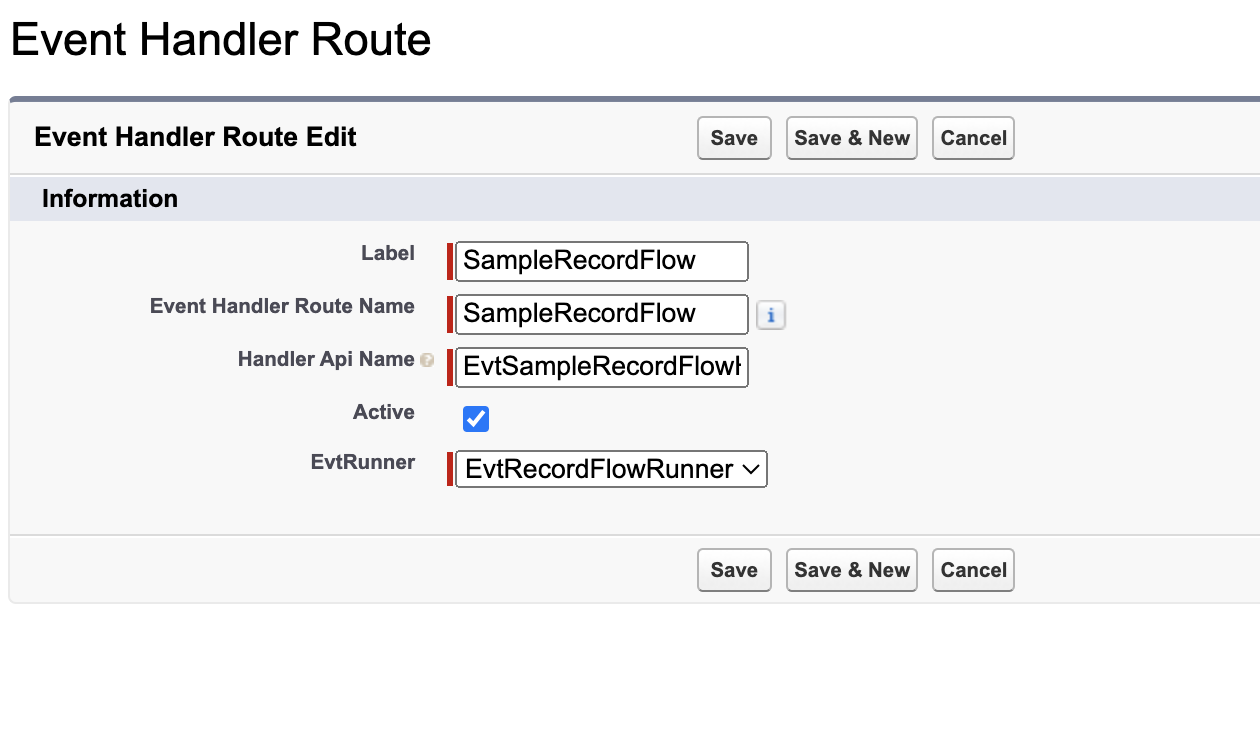 Event Handler Route
Event Handler Route Edit
Save
Save & New
Cancel
Information
Label
SampleRecordFlow
Event Handler Route Name
SampleRecordFlow
i
Handler Api Name
?
EvtSampleRecordFlow
Active
EvtRunner
EvtRecordFlowRunner
Save
Save & New
Cancel